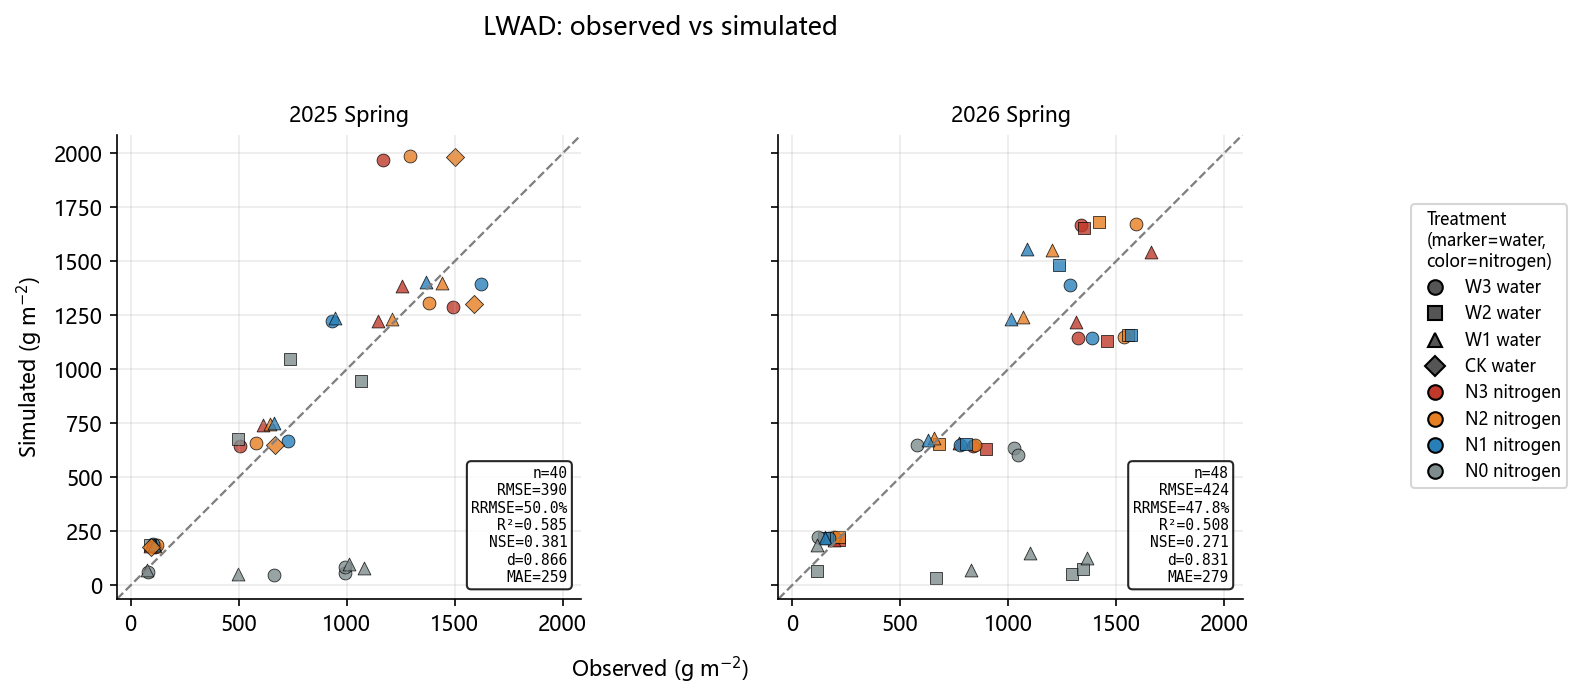 LWAD: observed vs simulated
2025 Spring
2026 Spring
Simulated (g m⁻²)
2000
1750
1500
1250
1000
750
500
250
0
n=40
RMSE=390
RRMSE=50.0%
R²=0.585
NSE=0.381
d=0.866
MAE=259
0 500 1000 1500 2000
n=48
RMSE=424
RRMSE=47.8%
R²=0.508
NSE=0.271
d=0.831
MAE=279
0 500 1000 1500 2000
Observed (g m⁻²)
Treatment
(marker=water,
color=nitrogen)
W3 water
W2 water
W1 water
CK water
N3 nitrogen
N2 nitrogen
N1 nitrogen
N0 nitrogen